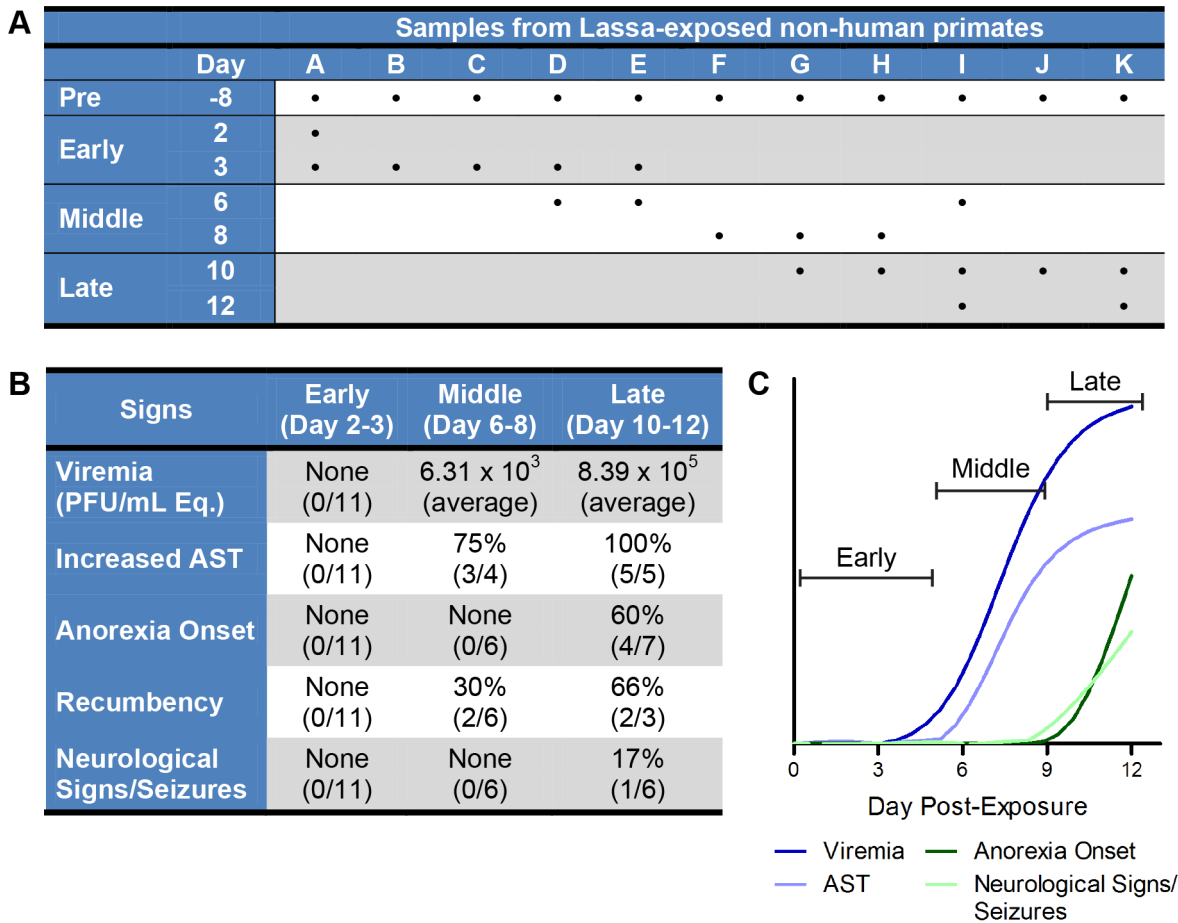 A
Samples from Lassa-exposed non-human primates
Day A B C D E F G H I J K
Pre -8 • • • • • • • • • • •
Early
2 •
3 • • • • •
Middle
6 • • •
8 • • •
Late
10 • • • • •
12 • •
B
Signs
Early
(Day 2-3)
Middle
(Day 6-8)
Late
(Day 10-12)
Viremia
(PFU/mL Eq.)
None
(0/11)
6.31 x 10³
(average)
8.39 x 10⁵
(average)
Increased AST
None
(0/11)
75%
(3/4)
100%
(5/5)
Anorexia Onset
None
(0/11)
None
(0/6)
60%
(4/7)
Recumbency
None
(0/11)
30%
(2/6)
66%
(2/3)
Neurological
Signs/Seizures
None
(0/11)
None
(0/6)
17%
(1/6)
C
Late
Middle
Early
0 3 6 9 12
Day Post-Exposure
Viremia
Anorexia Onset
AST
Neurological Signs/
Seizures